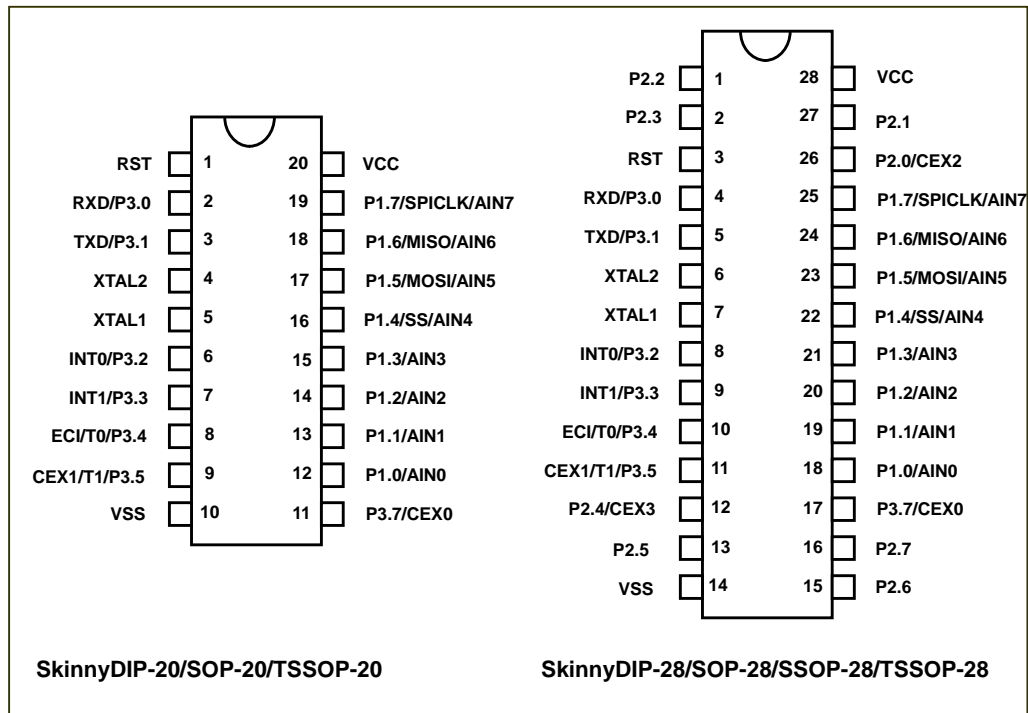 RST 1 20 VCC
RXD/P3.0 2 19 P1.7/SPICLK/AIN7
TXD/P3.1 3 18 P1.6/MISO/AIN6
XTAL2 4 17 P1.5/MOSI/AIN5
XTAL1 5 16 P1.4/SS/AIN4
INT0/P3.2 6 15 P1.3/AIN3
INT1/P3.3 7 14 P1.2/AIN2
ECI/T0/P3.4 8 13 P1.1/AIN1
CEX1/T1/P3.5 9 12 P1.0/AIN0
VSS 10 11 P3.7/CEX0
SkinnyDIP-20/SOP-20/TSSOP-20
P2.2 1 28 VCC
P2.3 2 27 P2.1
RST 3 26 P2.0/CEX2
RXD/P3.0 4 25 P1.7/SPICLK/AIN7
TXD/P3.1 5 24 P1.6/MISO/AIN6
XTAL2 6 23 P1.5/MOSI/AIN5
XTAL1 7 22 P1.4/SS/AIN4
INT0/P3.2 8 21 P1.3/AIN3
INT1/P3.3 9 20 P1.2/AIN2
ECI/T0/P3.4 10 19 P1.1/AIN1
CEX1/T1/P3.5 11 18 P1.0/AIN0
P2.4/CEX3 12 17 P3.7/CEX0
P2.5 13 16 P2.7
VSS 14 15 P2.6
SkinnyDIP-28/SOP-28/SSOP-28/TSSOP-28